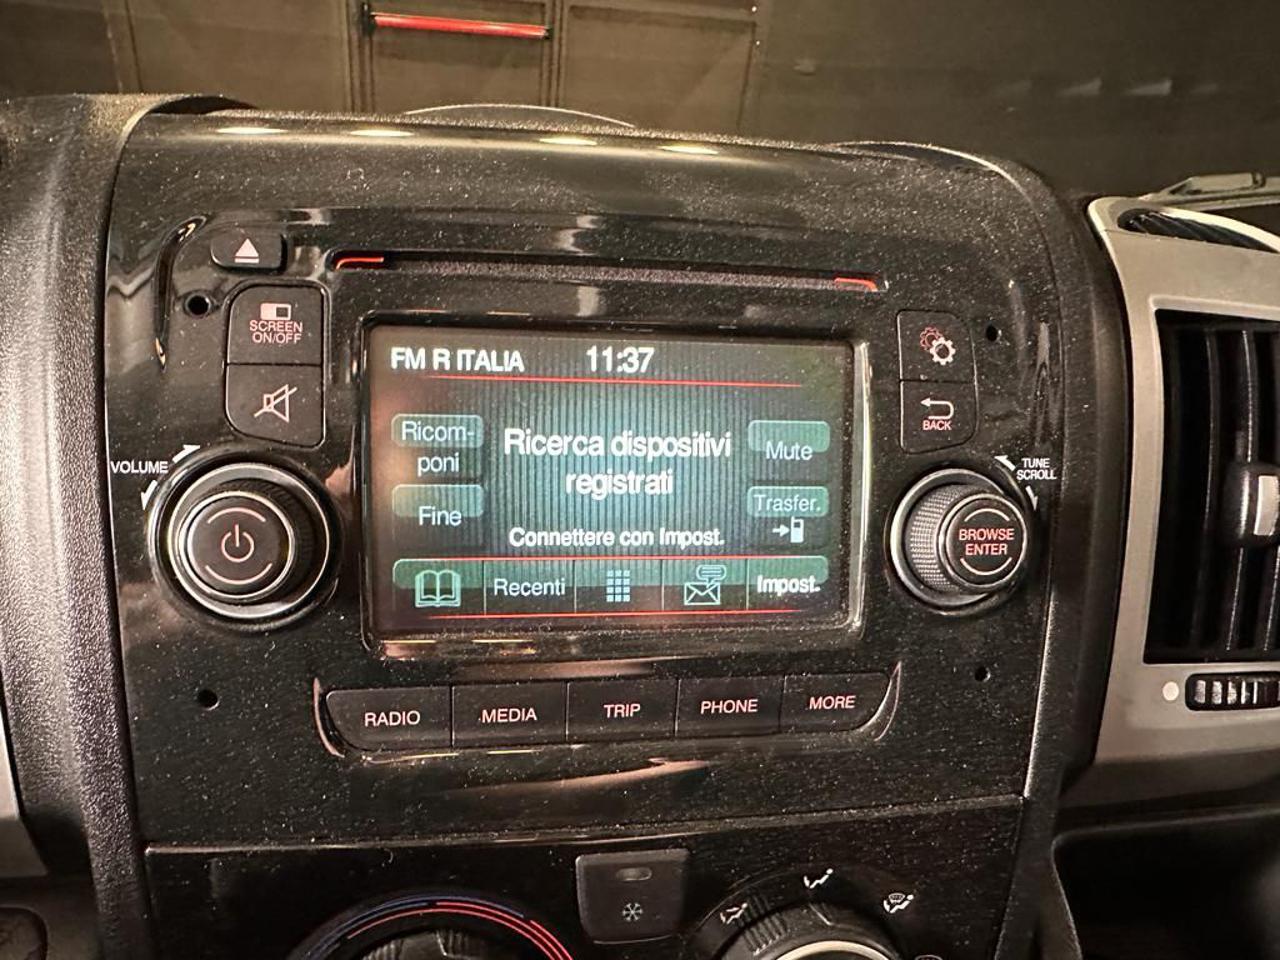 SCREEN
ON/OFF
VOLUME
FM R ITALIA 11:37
Ricom-
poni
Ricerca dispositivi
registrati
Mute
Fine
Trasfer.
Connettere con Impost.
Recenti
Impost.
BACK
TUNE
SCROLL
BROWSE
ENTER
RADIO
MEDIA
TRIP
PHONE
MORE